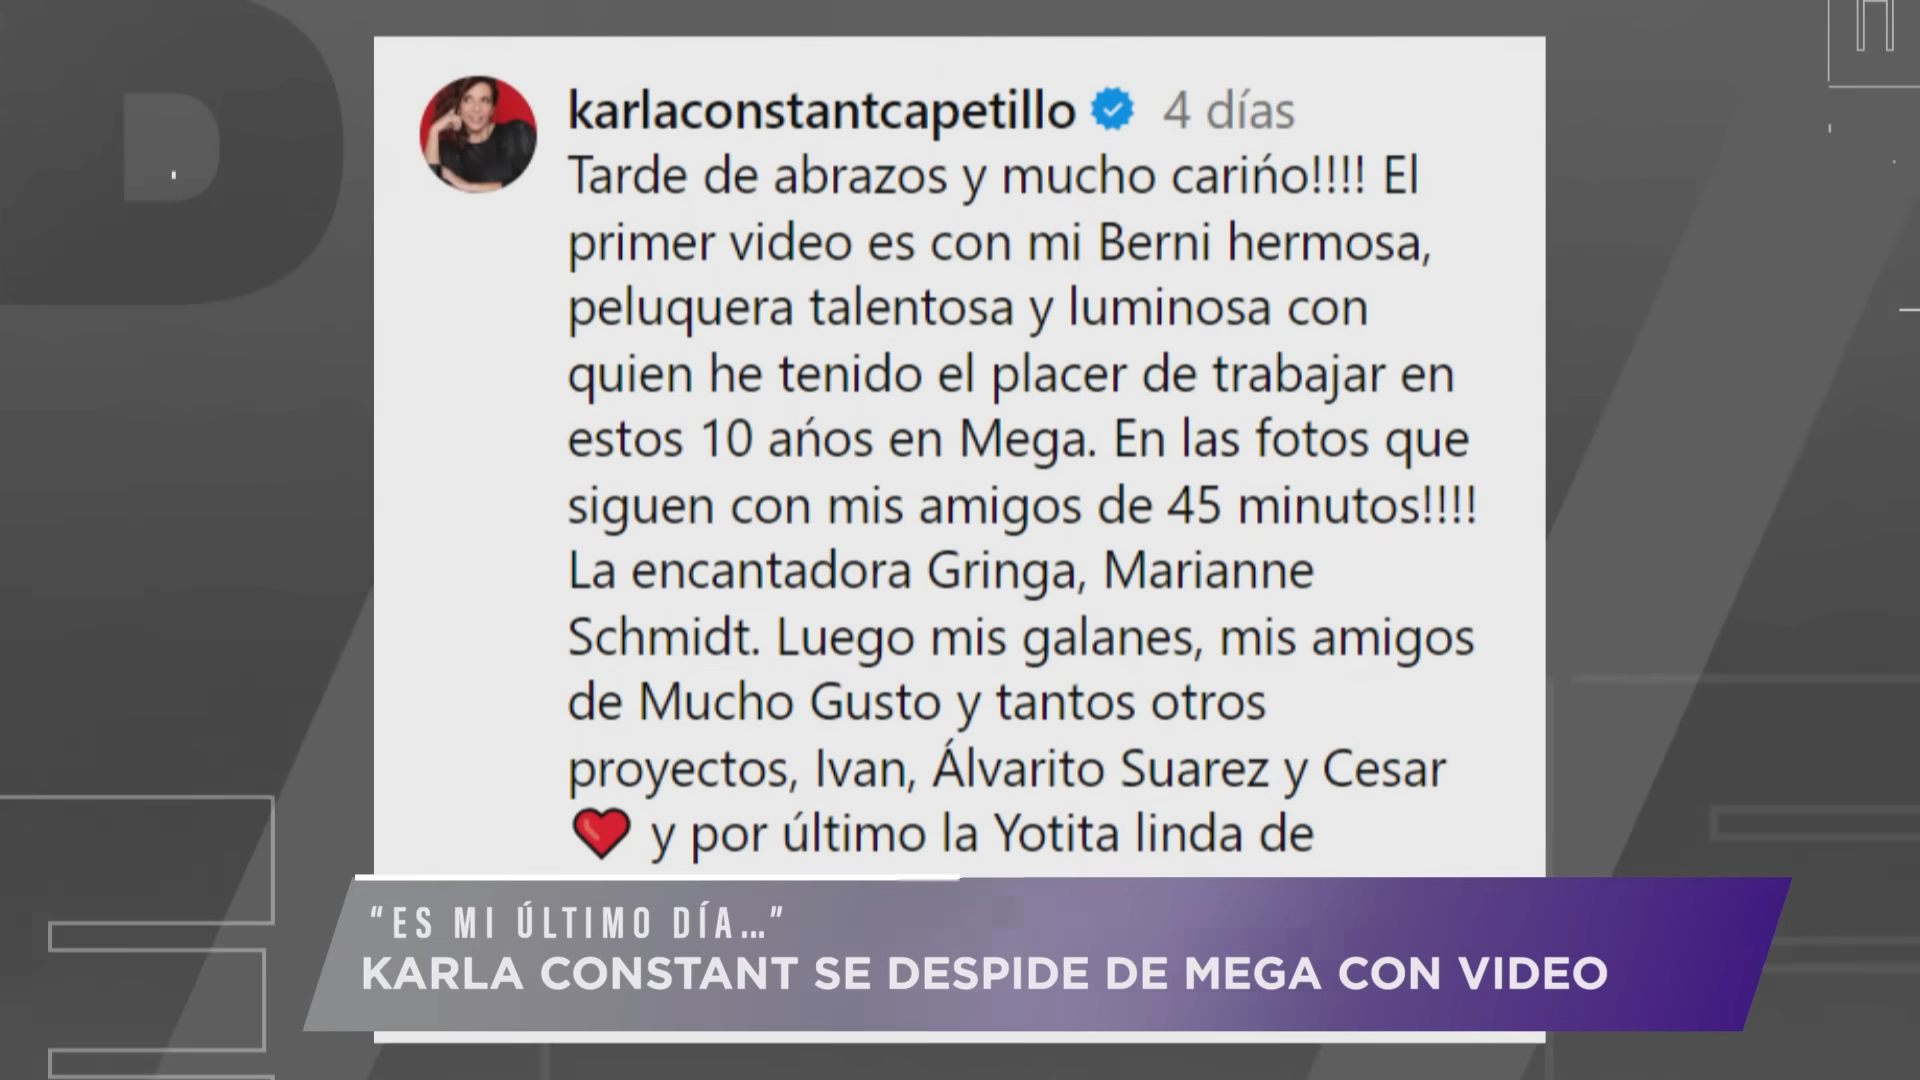 karlaconstantcapetillo 4 días
Tarde de abrazos y mucho carińo!!!! El
primer video es con mi Berni hermosa,
peluquera talentosa y luminosa con
quien he tenido el placer de trabajar en
estos 10 ańos en Mega. En las fotos que
siguen con mis amigos de 45 minutos!!!!
La encantadora Gringa, Marianne
Schmidt. Luego mis galanes, mis amigos
de Mucho Gusto y tantos otros
proyectos, Ivan, Álvarito Suarez y Cesar
❤️ y por último la Yotita linda de
“ES MI ÚLTIMO DÍA...”
KARLA CONSTANT SE DESPIDE DE MEGA CON VIDEO